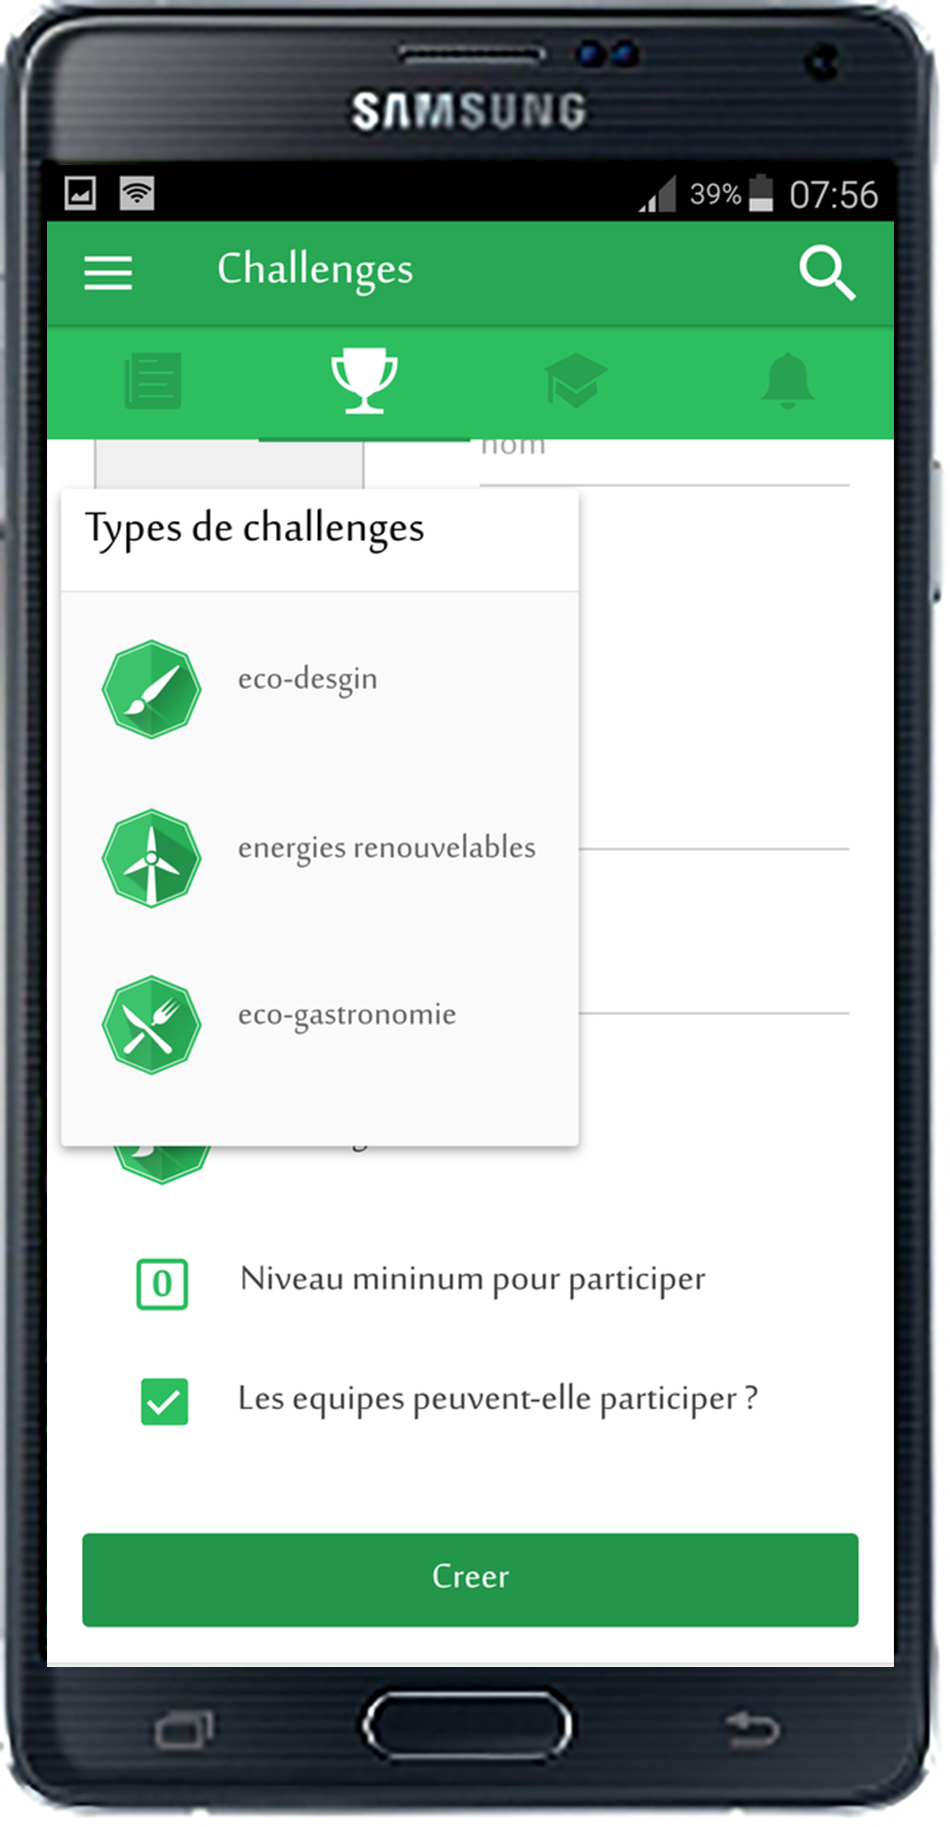 SAMSUNG
39% 07:56
Challenges
nom
Types de challenges
eco-desgin
energies renouvelables
eco-gastronomie
0 Niveau mininum pour participer
Les equipes peuvent-elle participer ?
Creer